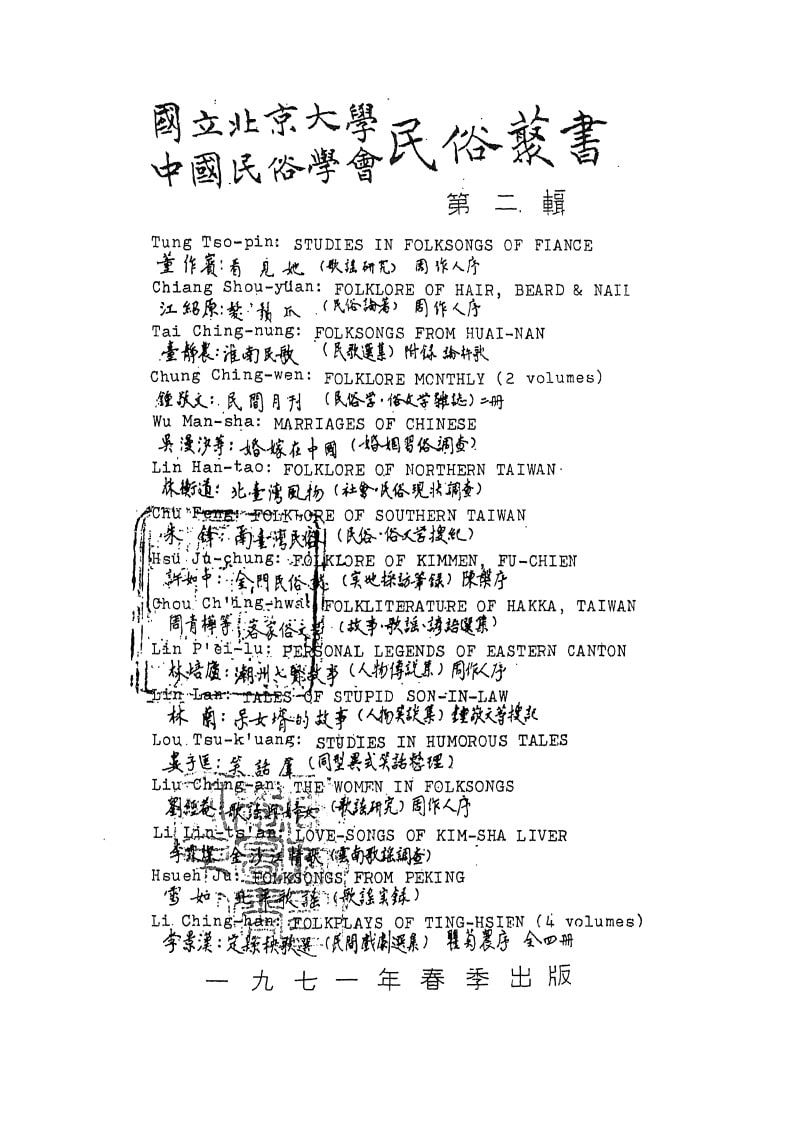 國立北京大學
中國民俗學會
民俗叢書
第二輯
Tung Tso-pin: STUDIES IN FOLKSONGS OF FIANCE
董作賓:看見她 (歌謡研究) 周作人序
Chiang Shou-yüan: FOLKLORE OF HAIR, BEARD & NAIL
江紹原:髮鬚爪 (民俗論著) 周作人序
Tai Ching-nung: FOLKSONGS FROM HUAI-NAN
臺靜農:淮南民歌 (民歌選集) 附錄 論杵歌
Chung Ching-wen: FOLKLORE MONTHLY (2 volumes)
鍾敬文:民間月刊 (民俗学·俗文学雜誌)二冊
Wu Man-sha: MARRIAGES OF CHINESE
吳漫沙等:婚嫁在中國 (婚姻習俗調查)
Lin Han-tao: FOLKLORE OF NORTHERN TAIWAN
林衡道:北臺灣風物 (社會·民俗現狀調查)
Chu Feng: FOLKLORE OF SOUTHERN TAIWAN
朱鋒:南臺灣民俗 (民俗·俗文学搜紀)
Hsü Ju-chung: FOLKLORE OF KIMMEN, FU-CHIEN
許如中:金門民俗誌 (实地採訪筆錄) 陳傑序
Chou Ch'ing-hwa: FOLKLITERATURE OF HAKKA, TAIWAN
周青樺等:客家俗文學 (故事·歌謡·諺語選集)
Lin P'ei-lu: PERSONAL LEGENDS OF EASTERN CANTON
林培廬:潮州七賢故事 (人物傳説集) 周作人序
Lin Lan: TALES OF STUPID SON-IN-LAW
林蘭:呆女壻的故事 (人物笑談集) 鍾敬文等搜記
Lou Tsu-k'uang: STUDIES IN HUMOROUS TALES
婁子匡:笑話羣 (同型異式笑話整理)
Liu Ching-an: THE WOMEN IN FOLKSONGS
劉經菴:歌謡與婦女 (歌謡研究) 周作人序
Li Lin-ts'an: LOVE-SONGS OF KIM-SHA LIVER
李霖燦:金沙江情歌 (雲南歌謡調查)
Hsueh Ju: FOLKSONGS FROM PEKING
雪如:北平歌謡 (歌謡实錄)
Li Ching-han: FOLKPLAYS OF TING-HSIEN (4 volumes)
李景漢:定縣秧歌選 (民間戲劇選集) 瞿菊農序 全四冊
一九七一年春季出版